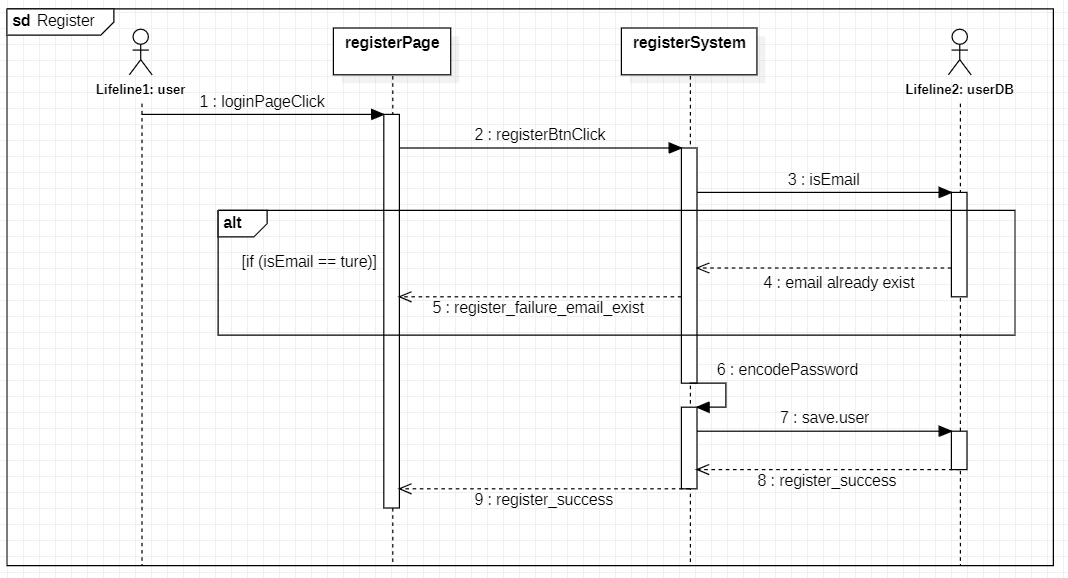 sd Register
registerPage
registerSystem
Lifeline1: user
Lifeline2: userDB
1 : loginPageClick
2 : registerBtnClick
3 : isEmail
alt
[if (isEmail == ture)]
4 : email already exist
5 : register_failure_email_exist
6 : encodePassword
7 : save.user
8 : register_success
9 : register_success